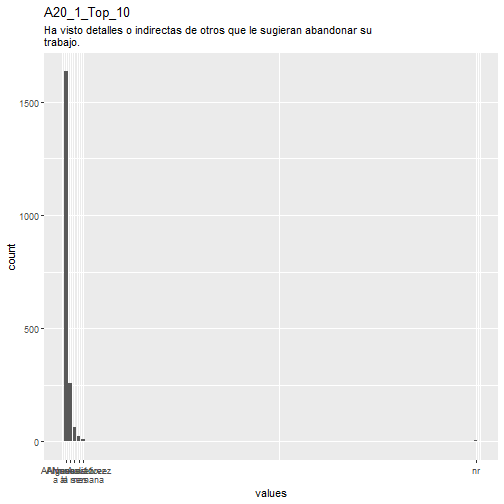 A20_1_Top_10
Ha visto detalles o indirectas de otros que le sugieran abandonar su
trabajo.
1500
1000
500
0
count
nr
values